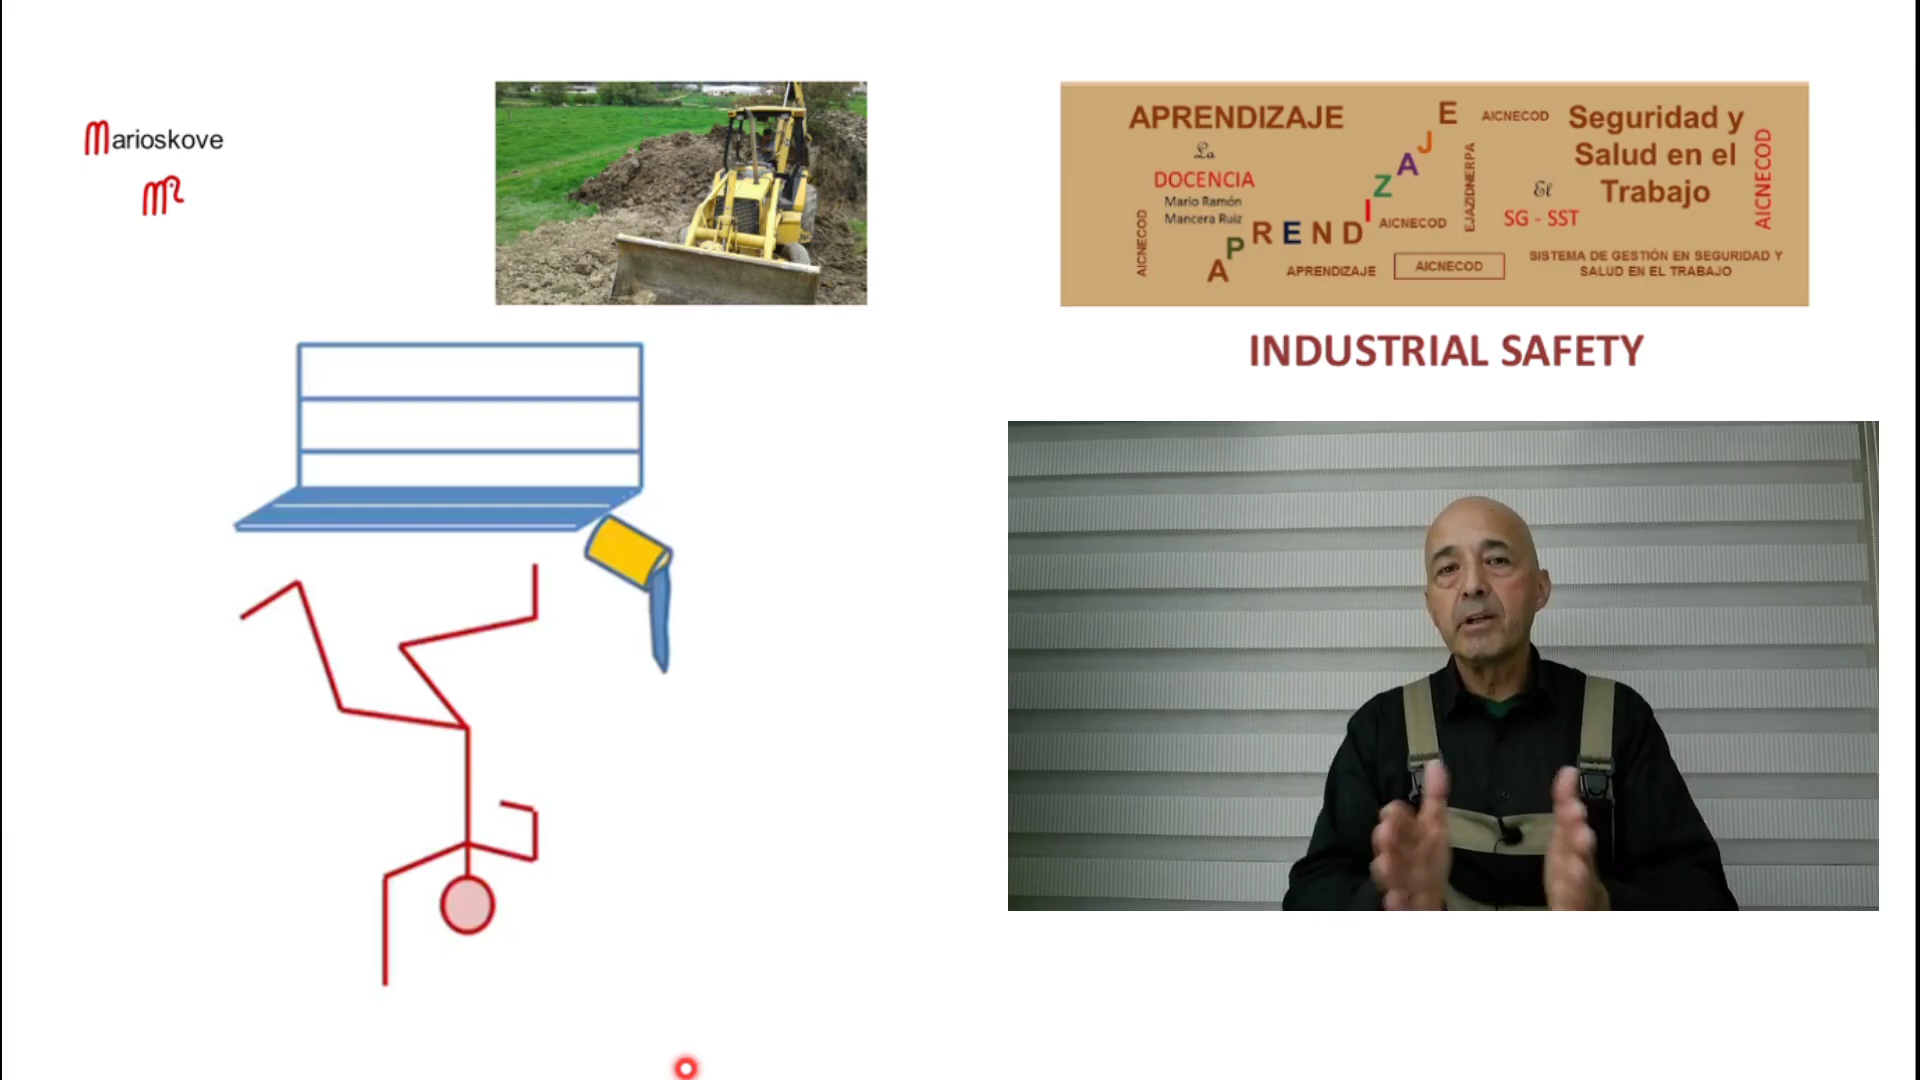 Marioskove
APRENDIZAJE
La
DOCENCIA
Mario Ramón
Mancera Ruiz
AICNECOD
APRENDIZAJE
APRENDIZAJE
AICNECOD
AICNECOD
AICNECOD
EJAZIDNERPA
El
SG - SST
Seguridad y
Salud en el
Trabajo
AICNECOD
SISTEMA DE GESTIÓN EN SEGURIDAD Y
SALUD EN EL TRABAJO
INDUSTRIAL SAFETY